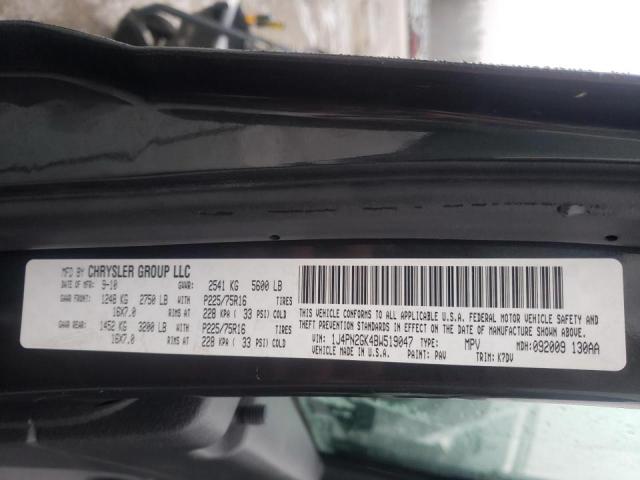 MFD BY CHRYSLER GROUP LLC
DATE OF MFR: 9-10 GVWR: 2541 KG 5600 LB
GAWR FRONT: 1248 KG 2750 LB WITH P225/75R16 TIRES
16X7.0 RIMS AT 228 KPA ( 33 PSI) COLD
GAWR REAR: 1452 KG 3200 LB WITH P225/75R16 TIRES
16X7.0 RIMS AT 228 KPA ( 33 PSI) COLD
THIS VEHICLE CONFORMS TO ALL APPLICABLE U.S.A. FEDERAL MOTOR VEHICLE SAFETY AND
THEFT PREVENTION STANDARDS IN EFFECT ON THE DATE OF MANUFACTURE SHOWN ABOVE.
VIN: 1J4PN2GK4BW519047 TYPE: MPV MDH: 092009 130AA
VEHICLE MADE IN U.S.A. PAINT: PAV TRIM: K7DV